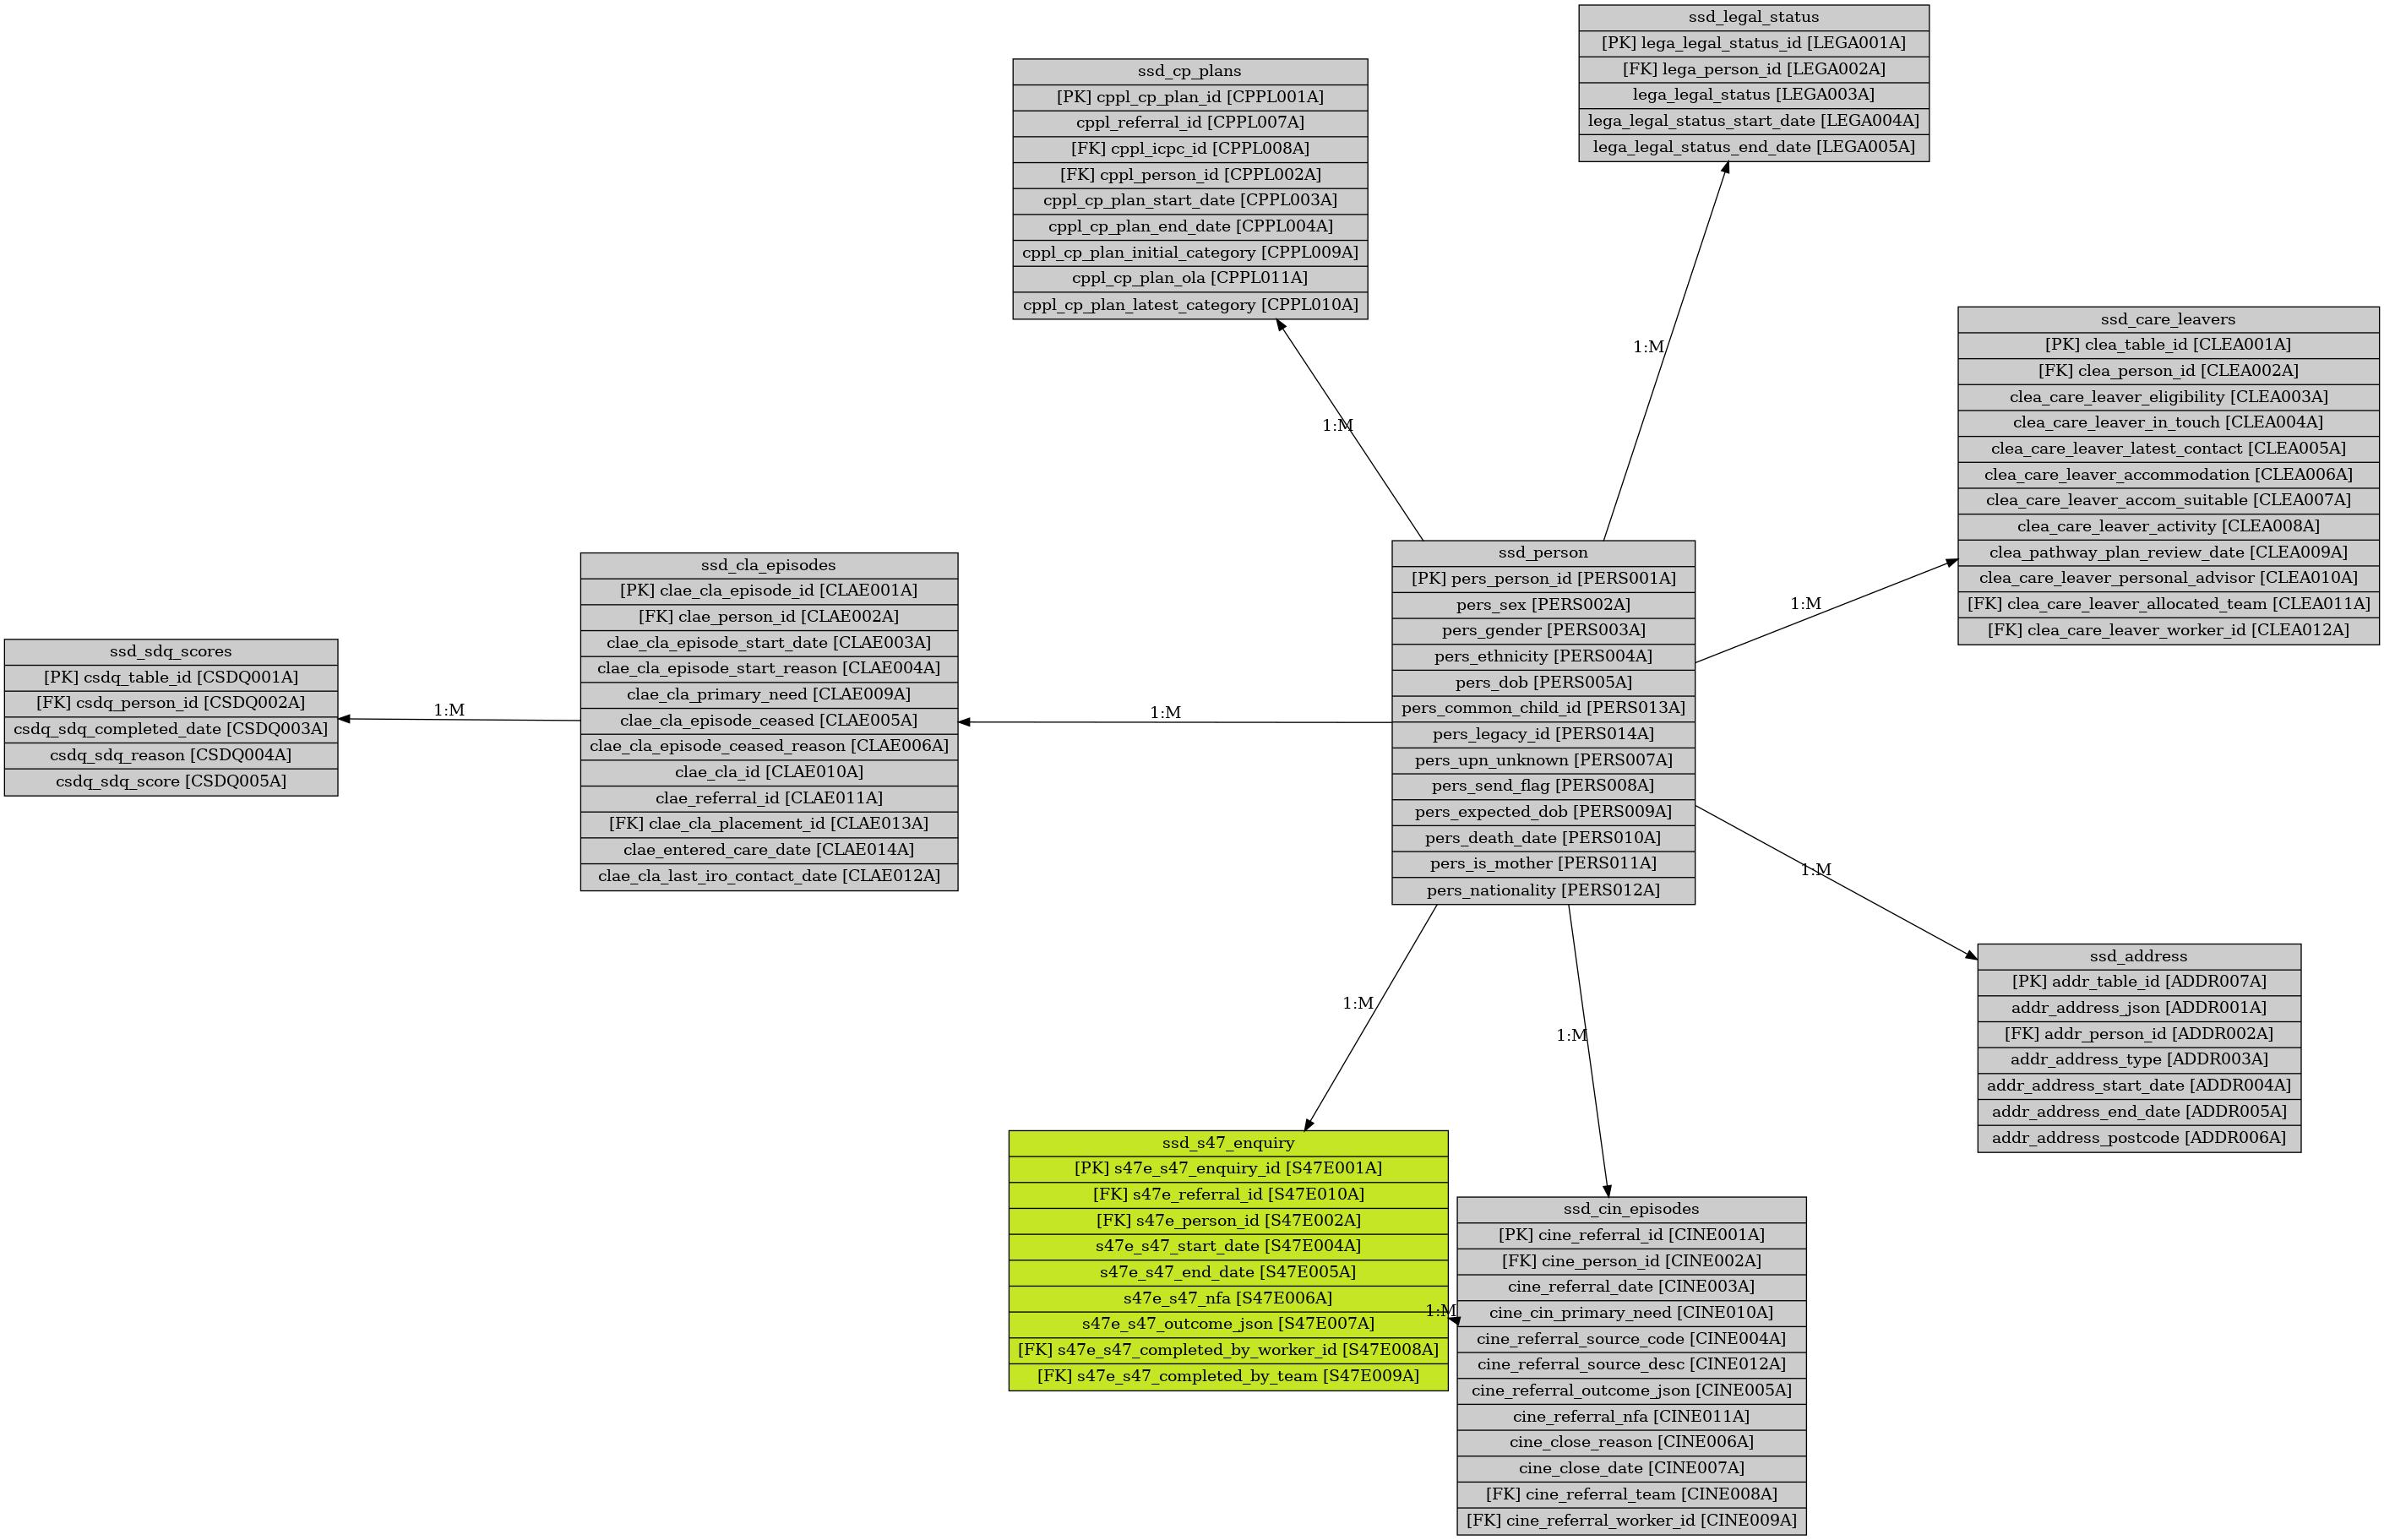 ssd_legal_status
[PK] lega_legal_status_id [LEGA001A]
[FK] lega_person_id [LEGA002A]
lega_legal_status [LEGA003A]
lega_legal_status_start_date [LEGA004A]
lega_legal_status_end_date [LEGA005A]
ssd_cp_plans
[PK] cppl_cp_plan_id [CPPL001A]
cppl_referral_id [CPPL007A]
[FK] cppl_icpc_id [CPPL008A]
[FK] cppl_person_id [CPPL002A]
cppl_cp_plan_start_date [CPPL003A]
cppl_cp_plan_end_date [CPPL004A]
cppl_cp_plan_initial_category [CPPL009A]
cppl_cp_plan_ola [CPPL011A]
cppl_cp_plan_latest_category [CPPL010A]
ssd_care_leavers
[PK] clea_table_id [CLEA001A]
[FK] clea_person_id [CLEA002A]
clea_care_leaver_eligibility [CLEA003A]
clea_care_leaver_in_touch [CLEA004A]
clea_care_leaver_latest_contact [CLEA005A]
clea_care_leaver_accommodation [CLEA006A]
clea_care_leaver_accom_suitable [CLEA007A]
clea_care_leaver_activity [CLEA008A]
clea_pathway_plan_review_date [CLEA009A]
clea_care_leaver_personal_advisor [CLEA010A]
[FK] clea_care_leaver_allocated_team [CLEA011A]
[FK] clea_care_leaver_worker_id [CLEA012A]
1:M
1:M
1:M
ssd_person
[PK] pers_person_id [PERS001A]
pers_sex [PERS002A]
pers_gender [PERS003A]
pers_ethnicity [PERS004A]
pers_dob [PERS005A]
pers_common_child_id [PERS013A]
pers_legacy_id [PERS014A]
pers_upn_unknown [PERS007A]
pers_send_flag [PERS008A]
pers_expected_dob [PERS009A]
pers_death_date [PERS010A]
pers_is_mother [PERS011A]
pers_nationality [PERS012A]
1:M
ssd_cla_episodes
[PK] clae_cla_episode_id [CLAE001A]
[FK] clae_person_id [CLAE002A]
clae_cla_episode_start_date [CLAE003A]
clae_cla_episode_start_reason [CLAE004A]
clae_cla_primary_need [CLAE009A]
clae_cla_episode_ceased [CLAE005A]
clae_cla_episode_ceased_reason [CLAE006A]
clae_cla_id [CLAE010A]
clae_referral_id [CLAE011A]
[FK] clae_cla_placement_id [CLAE013A]
clae_entered_care_date [CLAE014A]
clae_cla_last_iro_contact_date [CLAE012A]
1:M
ssd_sdq_scores
[PK] csdq_table_id [CSDQ001A]
[FK] csdq_person_id [CSDQ002A]
csdq_sdq_completed_date [CSDQ003A]
csdq_sdq_reason [CSDQ004A]
csdq_sdq_score [CSDQ005A]
1:M
1:M
1:M
ssd_address
[PK] addr_table_id [ADDR007A]
addr_address_json [ADDR001A]
[FK] addr_person_id [ADDR002A]
addr_address_type [ADDR003A]
addr_address_start_date [ADDR004A]
addr_address_end_date [ADDR005A]
addr_address_postcode [ADDR006A]
ssd_s47_enquiry
[PK] s47e_s47_enquiry_id [S47E001A]
[FK] s47e_referral_id [S47E010A]
[FK] s47e_person_id [S47E002A]
s47e_s47_start_date [S47E004A]
s47e_s47_end_date [S47E005A]
s47e_s47_nfa [S47E006A]
s47e_s47_outcome_json [S47E007A]
[FK] s47e_s47_completed_by_worker_id [S47E008A]
[FK] s47e_s47_completed_by_team [S47E009A]
1:M
ssd_cin_episodes
[PK] cine_referral_id [CINE001A]
[FK] cine_person_id [CINE002A]
cine_referral_date [CINE003A]
cine_cin_primary_need [CINE010A]
cine_referral_source_code [CINE004A]
cine_referral_source_desc [CINE012A]
cine_referral_outcome_json [CINE005A]
cine_referral_nfa [CINE011A]
cine_close_reason [CINE006A]
cine_close_date [CINE007A]
[FK] cine_referral_team [CINE008A]
[FK] cine_referral_worker_id [CINE009A]